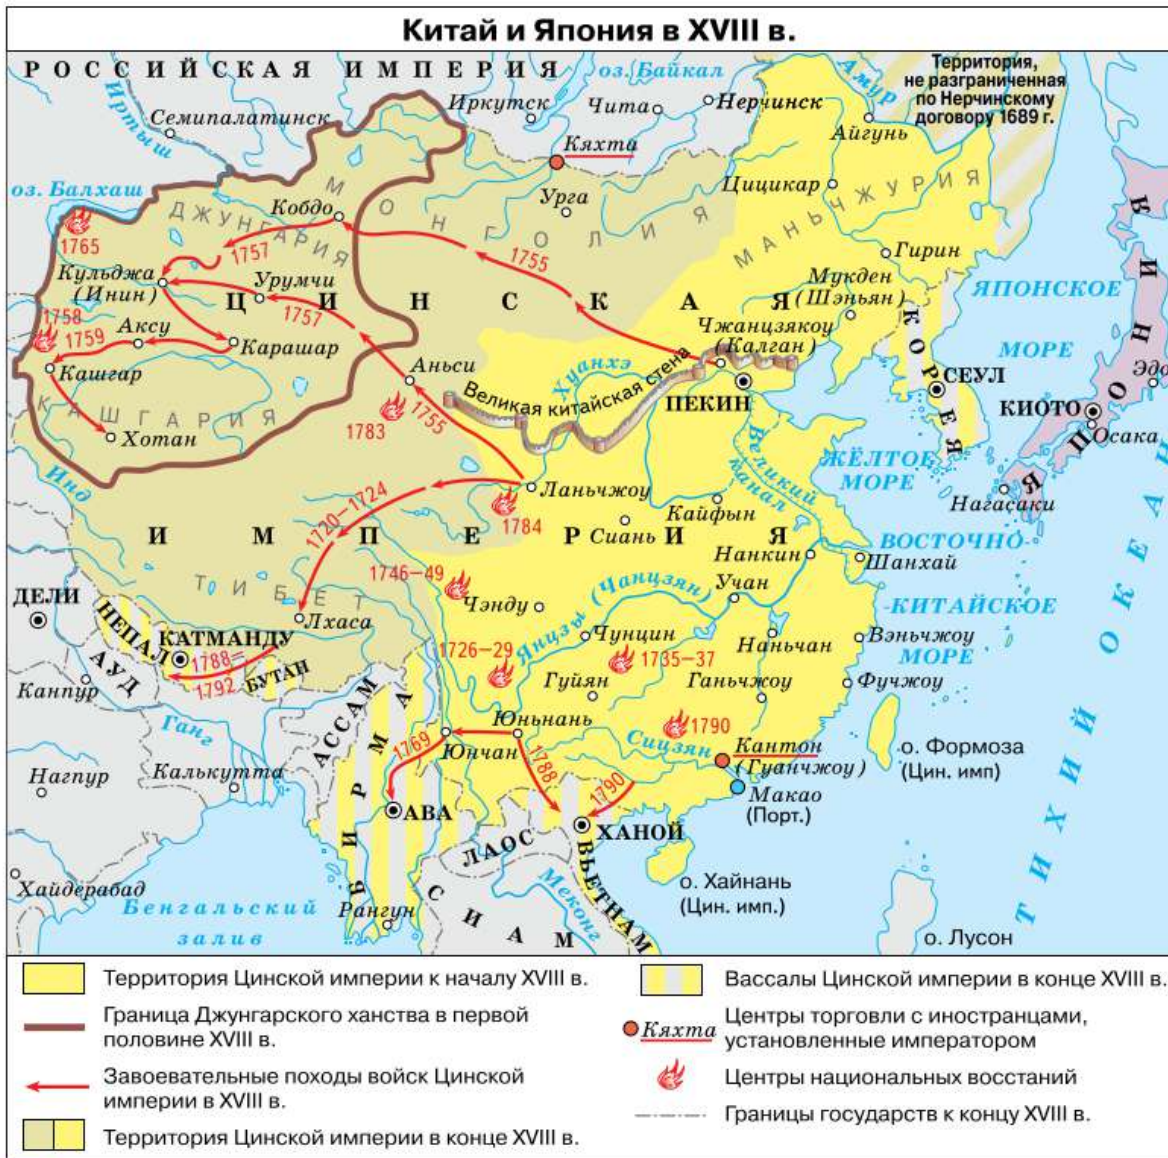 Китай и Япония в XVIII в.
РОССИЙСКАЯ ИМПЕРИЯ
оз. Байкал
Амур
Территория,
не разграниченная
по Нерчинскому
договору 1689 г.
Иртыш
Семипалатинск
Иркутск
Чита
Нерчинск
Айгунь
Кяхта
оз. Балхаш
Урга
Цицикар
МОНГОЛИЯ
МАНЬЧЖУРИЯ
ДЖУНГАРИЯ
Кобдо
1765
1757
1755
Гирин
Кульджа
(Инин)
Урумчи
Мукден
(Шэньян)
ЯПОНСКОЕ
МОРЕ
ЦИНСКАЯ
ИМПЕРИЯ
1757
1758
1759
Аксу
Карашар
Чжанцзякоу
(Калган)
КОРЕЯ
ЯПОНИЯ
Кашгар
Аньси
Хуанхэ
Великая китайская стена
ПЕКИН
СЕУЛ
Эдо
КИОТО
Осака
КАШГАРИЯ
1783
1755
Хотан
Великий
канал
ЖЁЛТОЕ
МОРЕ
Нагасаки
Инд
Ланьчжоу
1784
Кайфын
1720–1724
Сиань
Нанкин
ВОСТОЧНО-
-КИТАЙСКОЕ
МОРЕ
Шанхай
ТИБЕТ
1746–49
Учан
ДЕЛИ
НЕПАЛ
КАТМАНДУ
Лхаса
Чэнду
Янцзы (Чанцзян)
Чунцин
Наньчан
Вэньчжоу
1788–
1792
БУТАН
АУД
Канпур
1726–29
1735–37
Гуйян
Ганьчжоу
Фучжоу
АССАМ
Ганг
БИРМА
1769
Юньнань
Юнчан
1788
1790
Сицзян
Кантон
(Гуанчжоу)
о. Формоза
(Цин. имп)
Нагпур
Калькутта
АВА
1790
Макао
(Порт.)
ХАНОЙ
ЛАОС
ВЬЕТНАМ
Хайдерабад
Бенгальский
залив
Рангун
СИАМ
Меконг
о. Хайнань
(Цин. имп.)
о. Лусон
ТИХИЙ ОКЕАН
Территория Цинской империи к началу XVIII в.
Граница Джунгарского ханства в первой
половине XVIII в.
Завоевательные походы войск Цинской
империи в XVIII в.
Территория Цинской империи в конце XVIII в.
Вассалы Цинской империи в конце XVIII в.
Кяхта
Центры торговли с иностранцами,
установленные императором
Центры национальных восстаний
Границы государств к концу XVIII в.